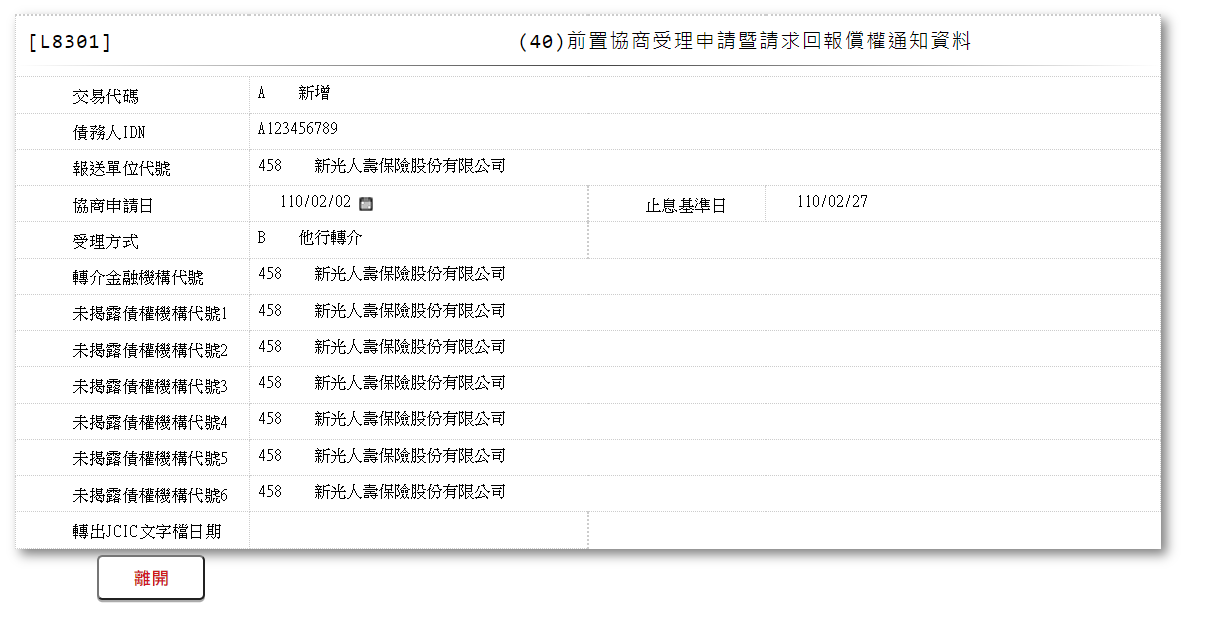 [L8301] (40)前置協商受理申請暨請求回報償權通知資料
交易代碼 A 新增
債務人IDN A123456789
報送單位代號 458 新光人壽保險股份有限公司
協商申請日 110/02/02 止息基準日 110/02/27
受理方式 B 他行轉介
轉介金融機構代號 458 新光人壽保險股份有限公司
未揭露債權機構代號1 458 新光人壽保險股份有限公司
未揭露債權機構代號2 458 新光人壽保險股份有限公司
未揭露債權機構代號3 458 新光人壽保險股份有限公司
未揭露債權機構代號4 458 新光人壽保險股份有限公司
未揭露債權機構代號5 458 新光人壽保險股份有限公司
未揭露債權機構代號6 458 新光人壽保險股份有限公司
轉出JCIC文字檔日期
離開